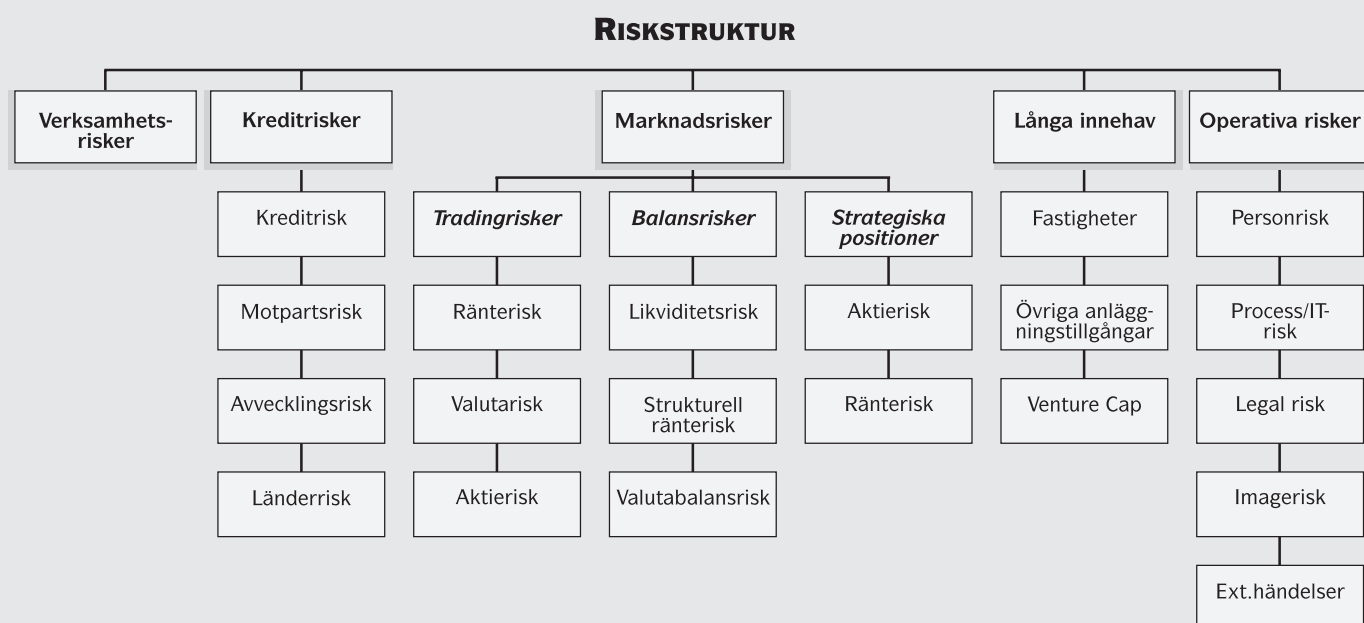 RISKSTRUKTUR
Verksamhets-
risker
Kreditrisker
Marknadsrisker
Långa innehav
Operativa risker
Kreditrisk
Tradingrisker
Balansrisker
Strategiska
positioner
Fastigheter
Personrisk
Motpartsrisk
Ränterisk
Likviditetsrisk
Aktierisk
Övriga anlägg-
ningstillgångar
Process/IT-
risk
Avvecklingsrisk
Valutarisk
Strukturell
ränterisk
Ränterisk
Venture Cap
Legal risk
Länderrisk
Aktierisk
Valutabalansrisk
Imagerisk
Ext.händelser